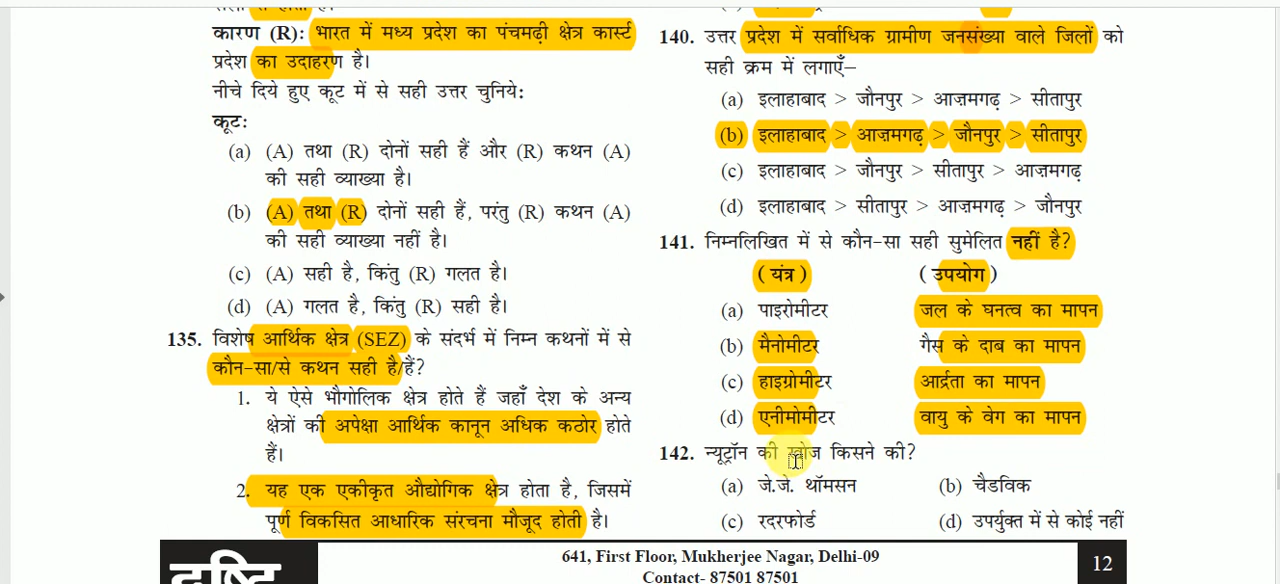 कारण (R): भारत में मध्य प्रदेश का पंचमढ़ी क्षेत्र कार्स्ट
प्रदेश का उदाहरण है।
नीचे दिये हुए कूट में से सही उत्तर चुनिये:
कूट:
(a) (A) तथा (R) दोनों सही हैं और (R) कथन (A)
की सही व्याख्या है।
(b) (A) तथा (R) दोनों सही हैं, परंतु (R) कथन (A)
की सही व्याख्या नहीं है।
(c) (A) सही है, किंतु (R) गलत है।
(d) (A) गलत है, किंतु (R) सही है।
135. विशेष आर्थिक क्षेत्र (SEZ) के संदर्भ में निम्न कथनों में से
कौन-सा/से कथन सही है/हैं?
1. ये ऐसे भौगोलिक क्षेत्र होते हैं जहाँ देश के अन्य
क्षेत्रों की अपेक्षा आर्थिक कानून अधिक कठोर होते
हैं।
2. यह एक एकीकृत औद्योगिक क्षेत्र होता है, जिसमें
पूर्ण विकसित आधारिक संरचना मौजूद होती है।
140. उत्तर प्रदेश में सर्वाधिक ग्रामीण जनसंख्या वाले जिलों को
सही क्रम में लगाएँ–
(a) इलाहाबाद > जौनपुर > आज़मगढ़ > सीतापुर
(b) इलाहाबाद > आज़मगढ़ > जौनपुर > सीतापुर
(c) इलाहाबाद > जौनपुर > सीतापुर > आज़मगढ़
(d) इलाहाबाद > सीतापुर > आज़मगढ़ > जौनपुर
141. निम्नलिखित में से कौन-सा सही सुमेलित नहीं है?
(यंत्र) (उपयोग)
(a) पाइरोमीटर जल के घनत्व का मापन
(b) मैनोमीटर गैस के दाब का मापन
(c) हाइग्रोमीटर आर्द्रता का मापन
(d) एनीमोमीटर वायु के वेग का मापन
142. न्यूट्रॉन की खोज किसने की?
(a) जे.जे. थॉमसन (b) चैडविक
(c) रदरफोर्ड (d) उपर्युक्त में से कोई नहीं
दृष्टि
641, First Floor, Mukherjee Nagar, Delhi-09
Contact- 87501 87501
12